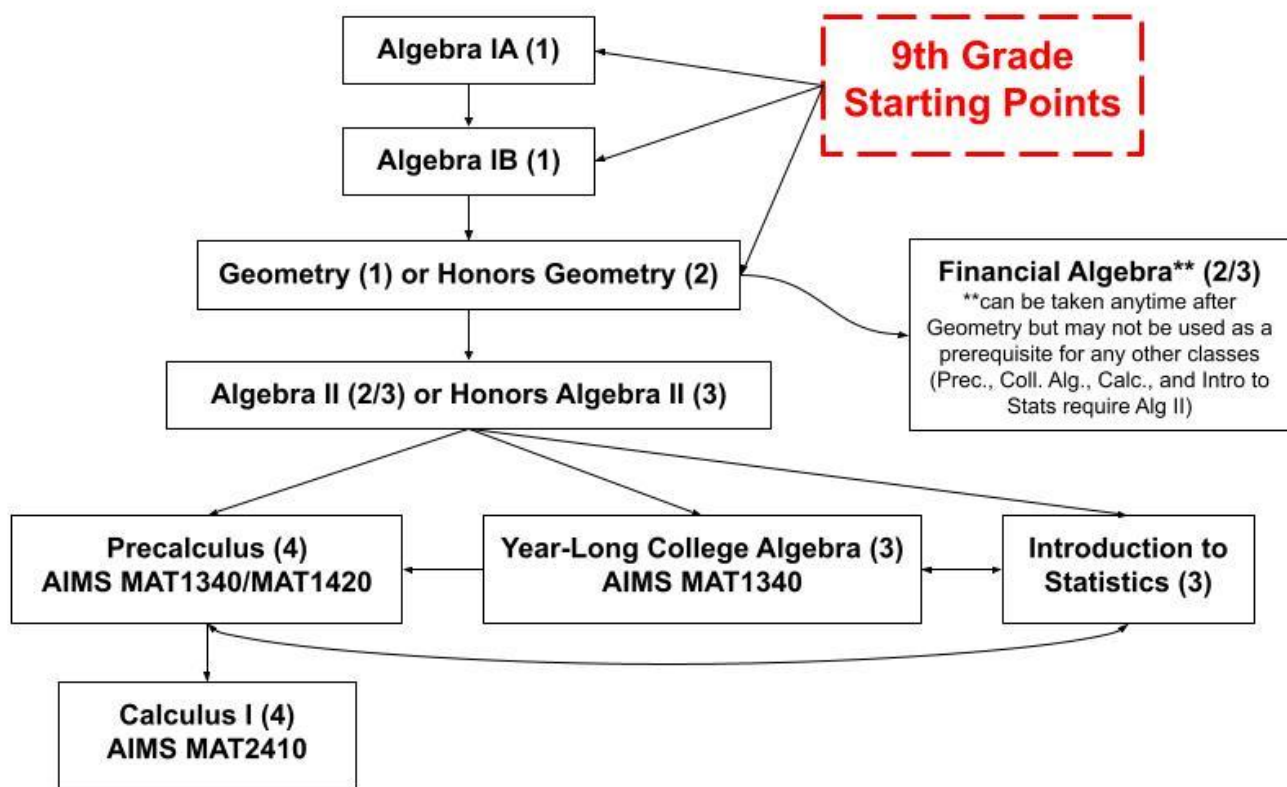 Algebra IA (1)
9th Grade
Starting Points
Algebra IB (1)
Geometry (1) or Honors Geometry (2)
Financial Algebra** (2/3)
**can be taken anytime after
Geometry but may not be used as a
prerequisite for any other classes
(Prec., Coll. Alg., Calc., and Intro to
Stats require Alg II)
Algebra II (2/3) or Honors Algebra II (3)
Precalculus (4)
AIMS MAT1340/MAT1420
Year-Long College Algebra (3)
AIMS MAT1340
Introduction to
Statistics (3)
Calculus I (4)
AIMS MAT2410